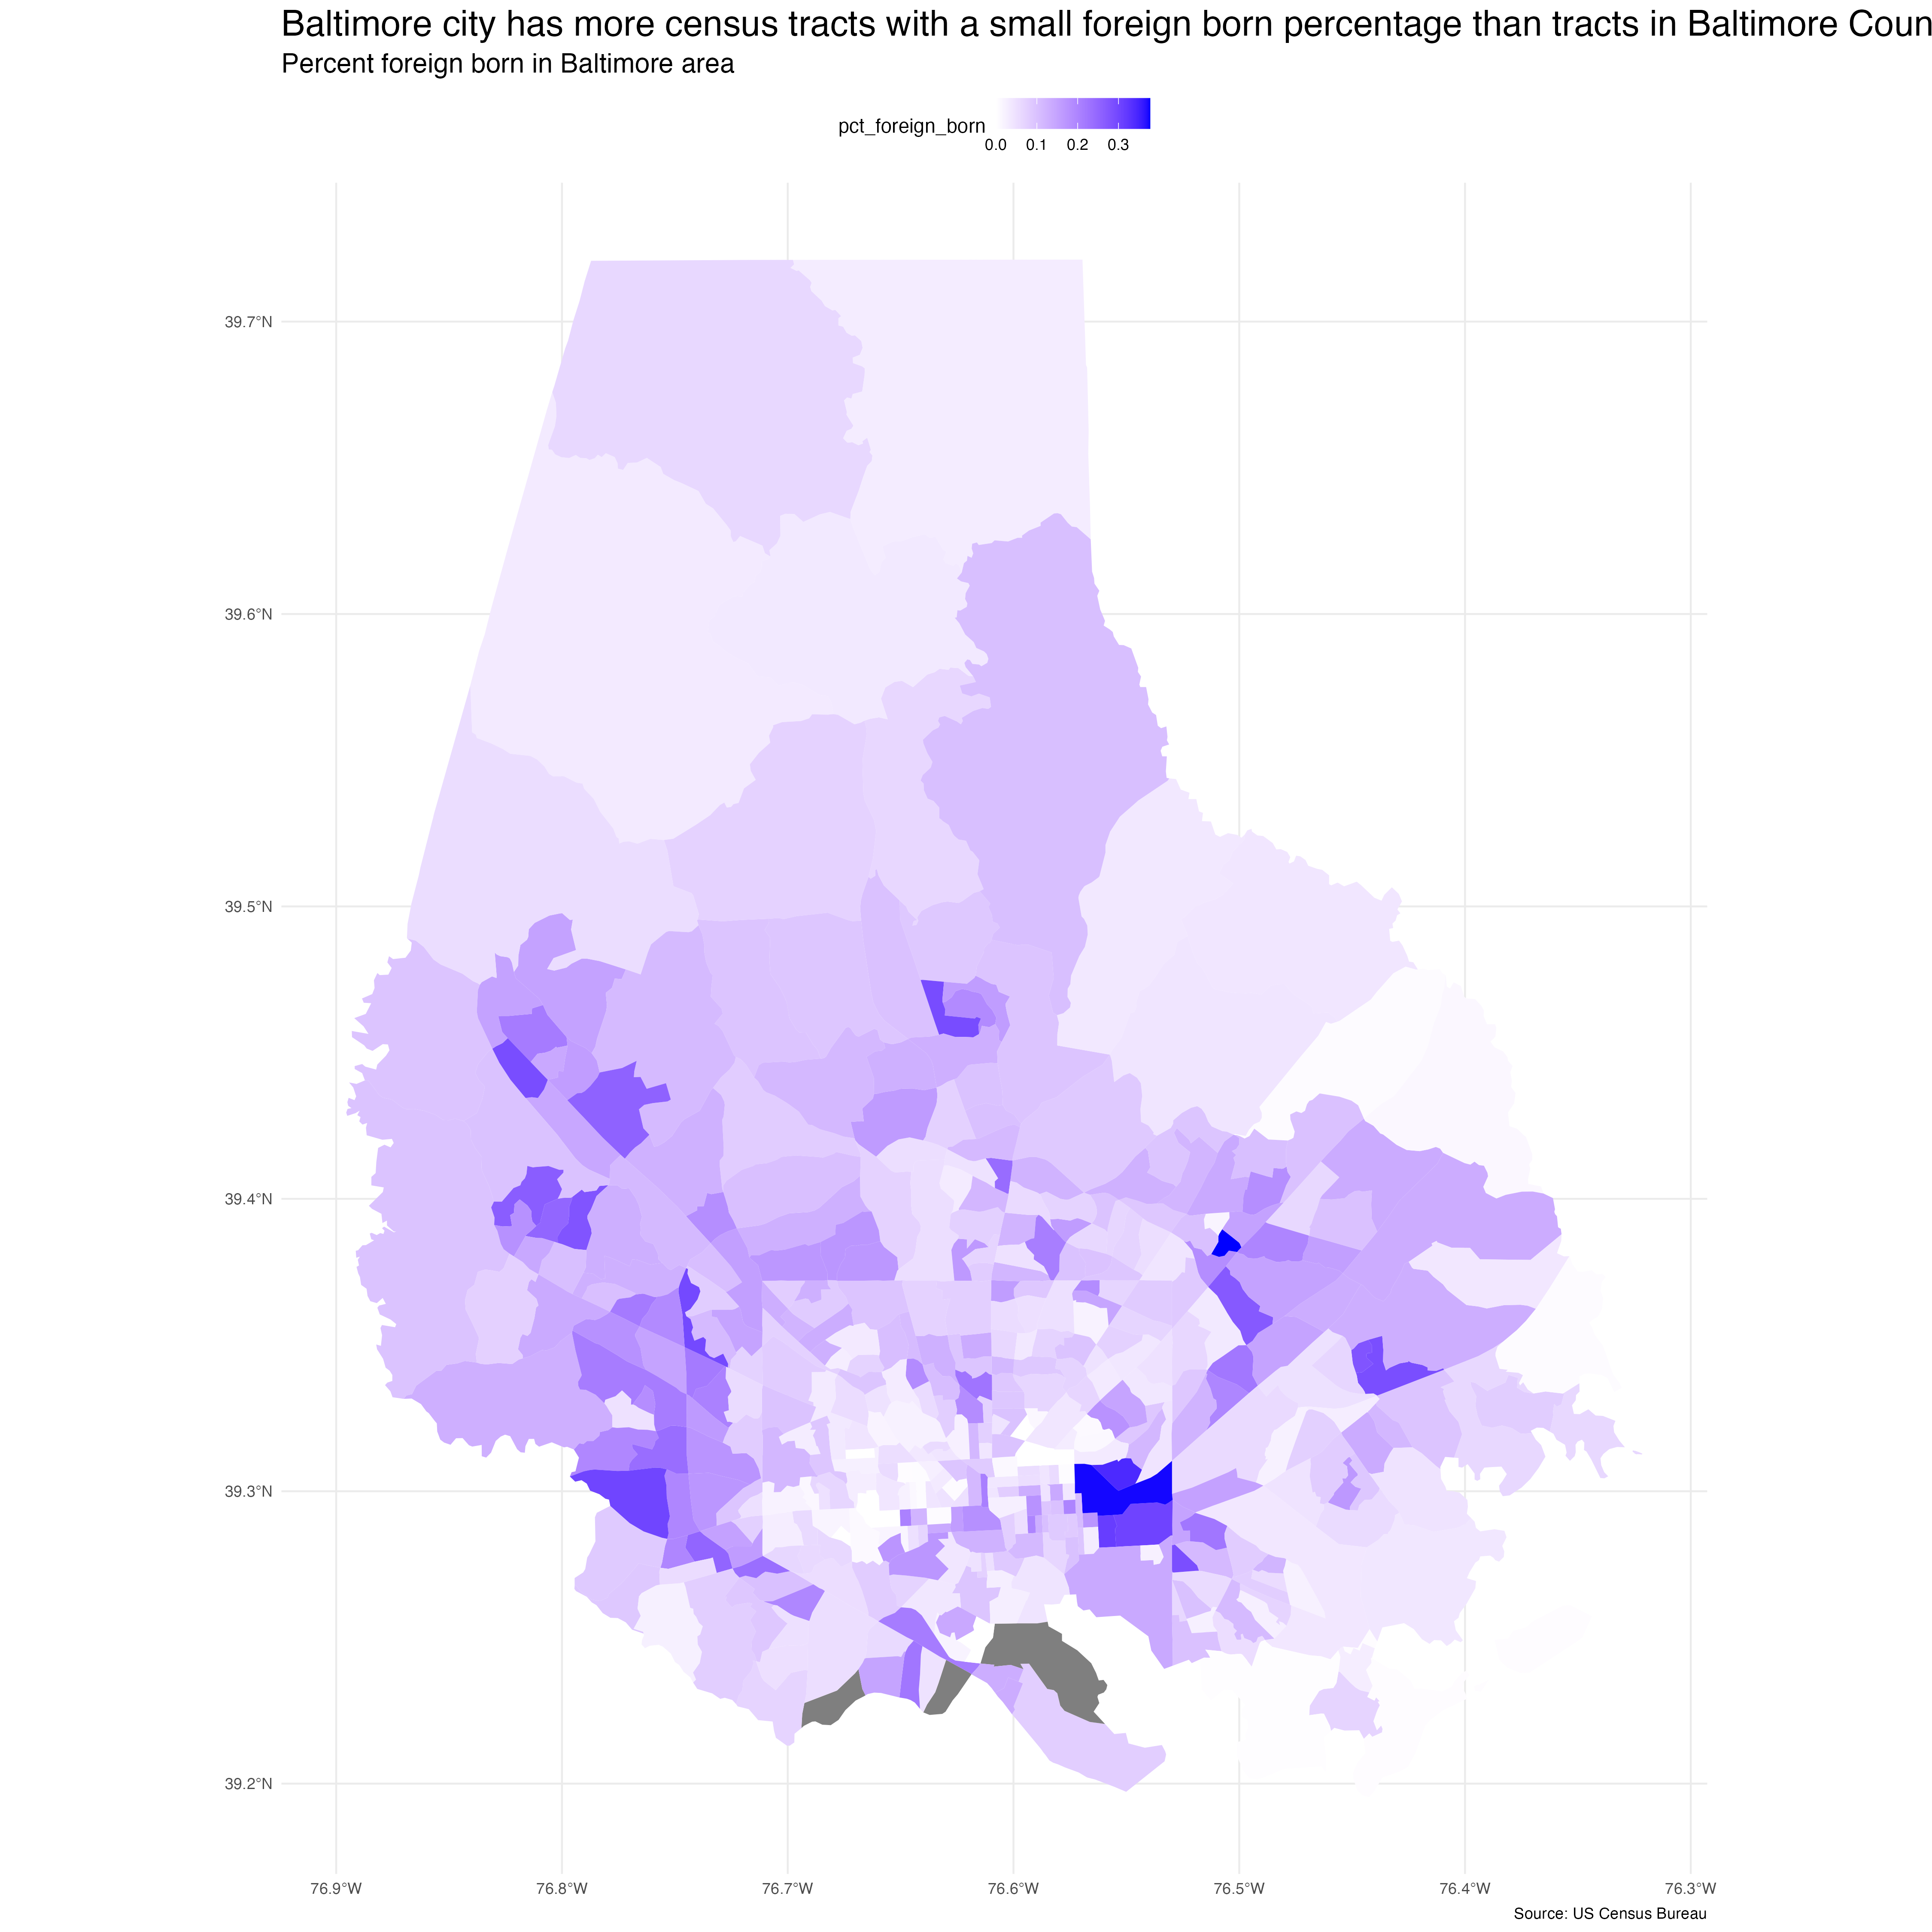 Baltimore city has more census tracts with a small foreign born percentage than tracts in Baltimore Coun
Percent foreign born in Baltimore area
pct_foreign_born
0.0 0.1 0.2 0.3
39.7°N
39.6°N
39.5°N
39.4°N
39.3°N
39.2°N
76.9°W 76.8°W 76.7°W 76.6°W 76.5°W 76.4°W 76.3°W
Source: US Census Bureau